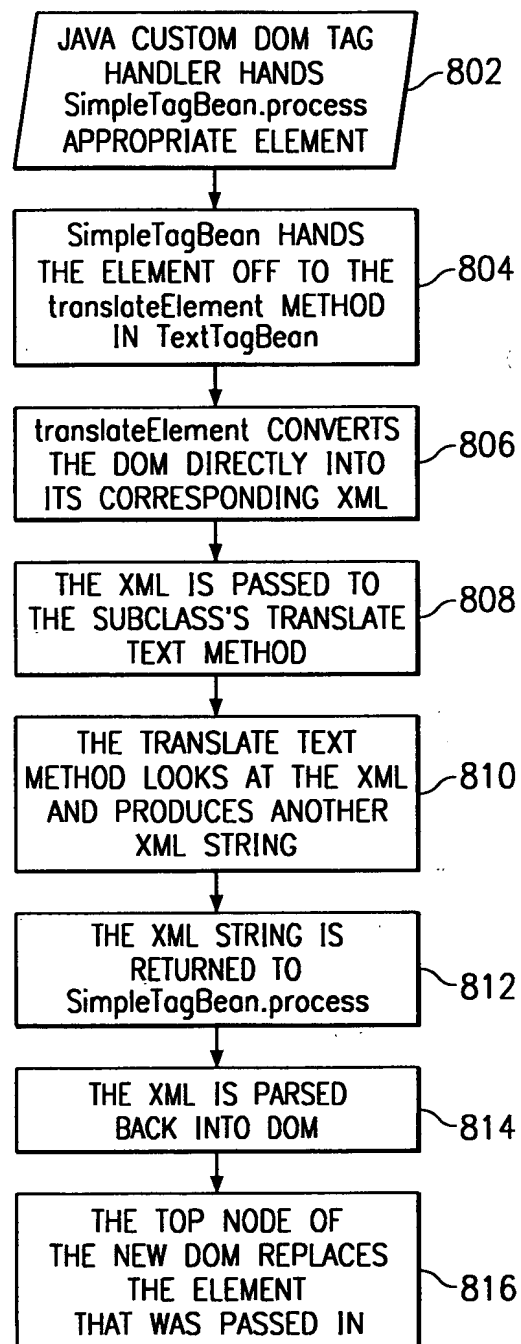 JAVA CUSTOM DOM TAG
HANDLER HANDS
SimpleTagBean.process
APPROPRIATE ELEMENT
802
SimpleTagBean HANDS
THE ELEMENT OFF TO THE
translateElement METHOD
IN TextTagBean
804
translateElement CONVERTS
THE DOM DIRECTLY INTO
ITS CORRESPONDING XML
806
THE XML IS PASSED TO
THE SUBCLASS'S TRANSLATE
TEXT METHOD
808
THE TRANSLATE TEXT
METHOD LOOKS AT THE XML
AND PRODUCES ANOTHER
XML STRING
810
THE XML STRING IS
RETURNED TO
SimpleTagBean.process
812
THE XML IS PARSED
BACK INTO DOM
814
THE TOP NODE OF
THE NEW DOM REPLACES
THE ELEMENT
THAT WAS PASSED IN
816